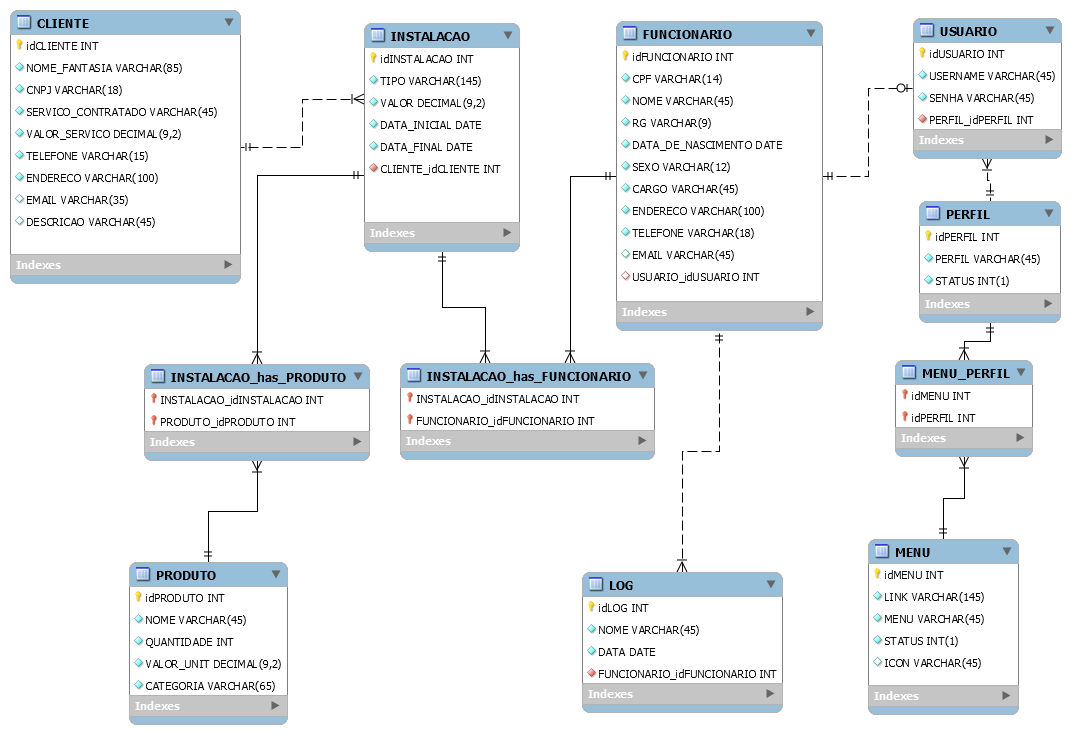 CLIENTE
idCLIENTE INT
NOME_FANTASIA VARCHAR(85)
CNPJ VARCHAR(18)
SERVICO_CONTRATADO VARCHAR(45)
VALOR_SERVICO DECIMAL(9,2)
TELEFONE VARCHAR(15)
ENDERECO VARCHAR(100)
EMAIL VARCHAR(35)
DESCRICAO VARCHAR(45)
Indexes
INSTALACAO
idINSTALACAO INT
TIPO VARCHAR(145)
VALOR DECIMAL(9,2)
DATA_INICIAL DATE
DATA_FINAL DATE
CLIENTE_idCLIENTE INT
Indexes
FUNCIONARIO
idFUNCIONARIO INT
CPF VARCHAR(14)
NOME VARCHAR(45)
RG VARCHAR(9)
DATA_DE_NASCIMENTO DATE
SEXO VARCHAR(12)
CARGO VARCHAR(45)
ENDERECO VARCHAR(100)
TELEFONE VARCHAR(18)
EMAIL VARCHAR(45)
USUARIO_idUSUARIO INT
Indexes
USUARIO
idUSUARIO INT
USERNAME VARCHAR(45)
SENHA VARCHAR(45)
PERFIL_idPERFIL INT
Indexes
PERFIL
idPERFIL INT
PERFIL VARCHAR(45)
STATUS INT(1)
Indexes
INSTALACAO_has_PRODUTO
INSTALACAO_idINSTALACAO INT
PRODUTO_idPRODUTO INT
Indexes
INSTALACAO_has_FUNCIONARIO
INSTALACAO_idINSTALACAO INT
FUNCIONARIO_idFUNCIONARIO INT
Indexes
MENU_PERFIL
idMENU INT
idPERFIL INT
Indexes
PRODUTO
idPRODUTO INT
NOME VARCHAR(45)
QUANTIDADE INT
VALOR_UNIT DECIMAL(9,2)
CATEGORIA VARCHAR(65)
Indexes
LOG
idLOG INT
NOME VARCHAR(45)
DATA DATE
FUNCIONARIO_idFUNCIONARIO INT
Indexes
MENU
idMENU INT
LINK VARCHAR(145)
MENU VARCHAR(45)
STATUS INT(1)
ICON VARCHAR(45)
Indexes